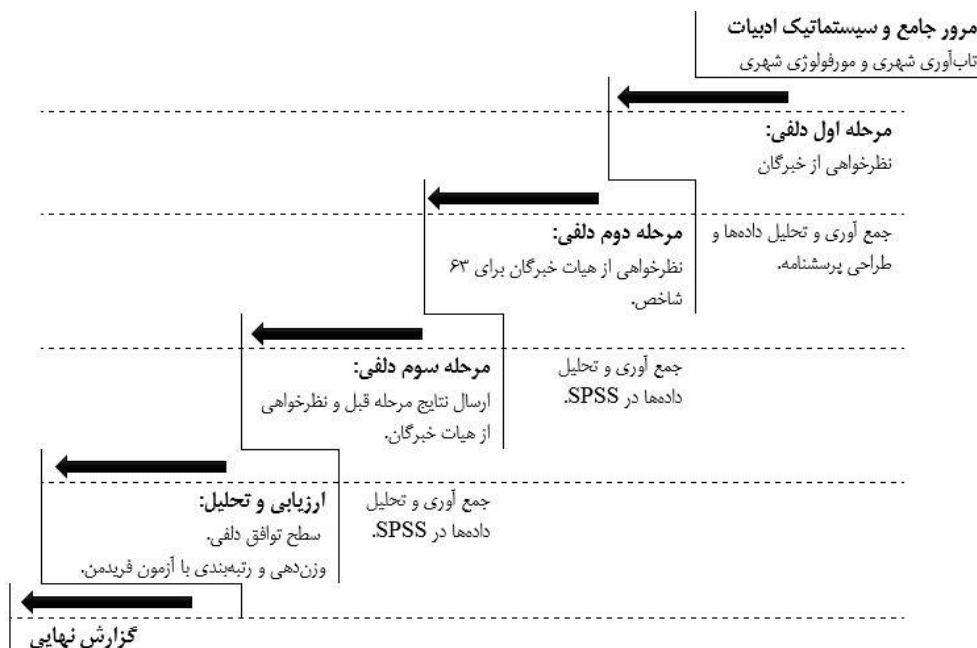 مرور جامع و سیستماتیک ادبیات
تاب‌آوری شهری و مورفولوژی شهری
مرحله اول دلفی:
نظرخواهی از خبرگان
جمع آوری و تحلیل داده‌ها و
طراحی پرسشنامه.
مرحله دوم دلفی:
نظرخواهی از هیات خبرگان برای ۶۳
شاخص.
جمع آوری و تحلیل
داده‌ها در SPSS.
مرحله سوم دلفی:
ارسال نتایج مرحله قبل و نظرخواهی
از هیات خبرگان.
جمع آوری و تحلیل
داده‌ها در SPSS.
ارزیابی و تحلیل:
سطح توافق دلفی.
وزن‌دهی و رتبه‌بندی با آزمون فریدمن.
گزارش نهایی